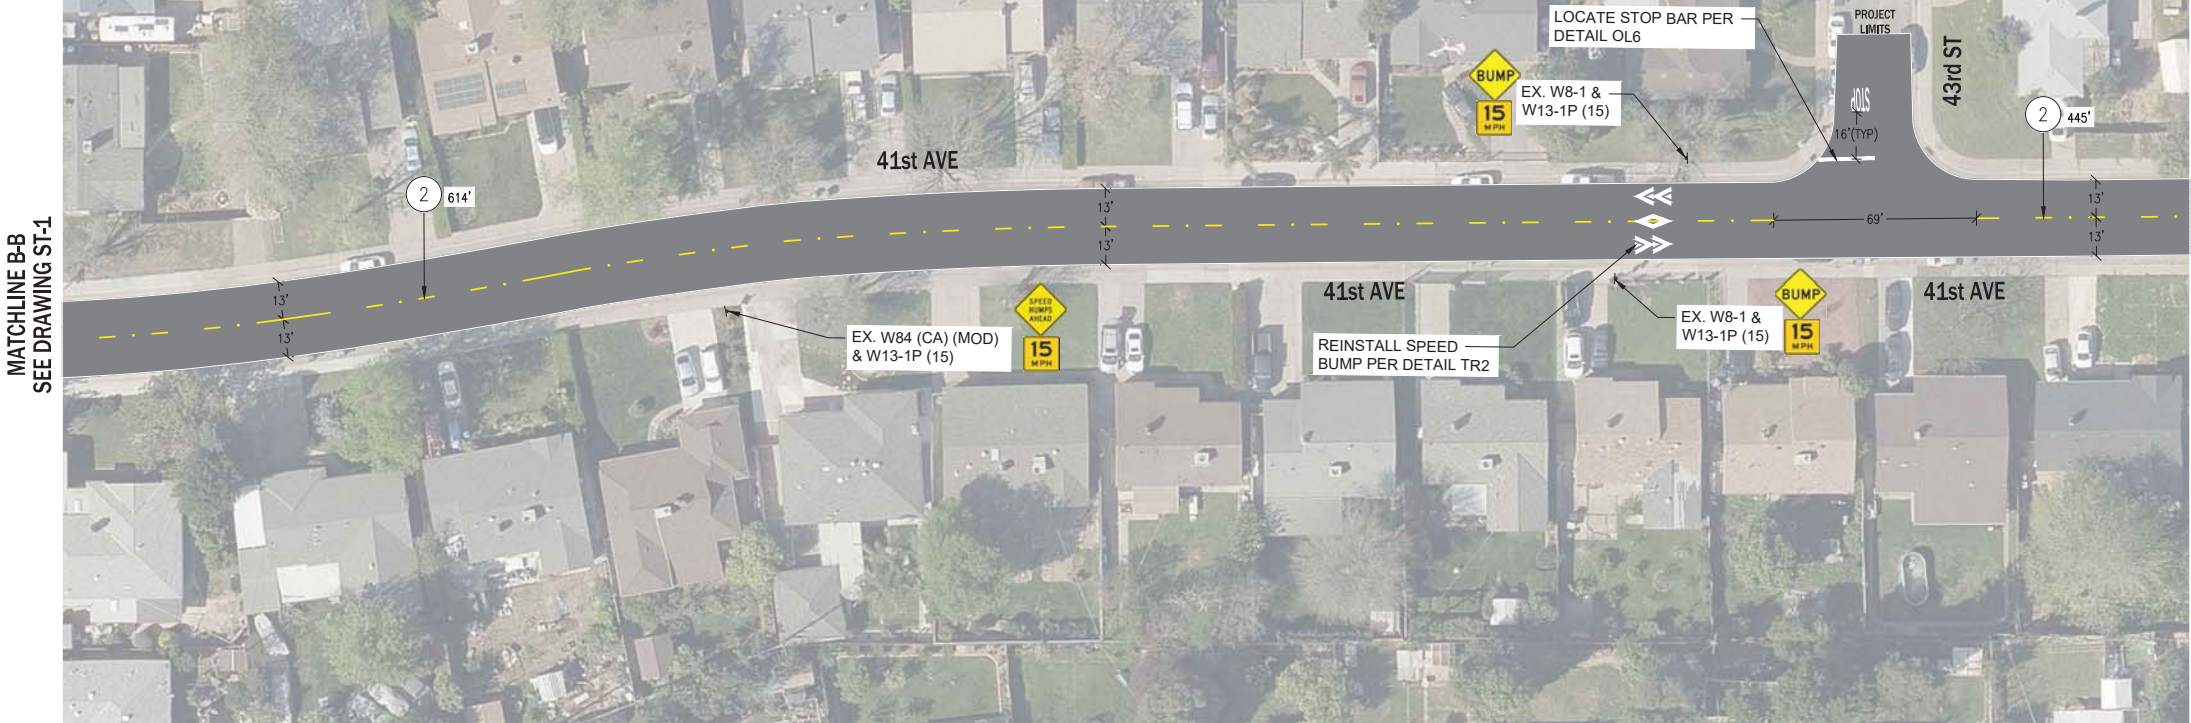 MATCHLINE B-B
SEE DRAWING ST-1
2
614'
41st AVE
13'
13'
13'
13'
EX. W84 (CA) (MOD)
& W13-1P (15)
SPEED
HUMPS
AHEAD
15
MPH
41st AVE
REINSTALL SPEED
BUMP PER DETAIL TR2
BUMP
15
MPH
EX. W8-1 &
W13-1P (15)
LOCATE STOP BAR PER
DETAIL OL6
PROJECT
LIMITS
STOP
16'(TYP)
43rd ST
69'
2
445'
13'
13'
EX. W8-1 &
W13-1P (15)
BUMP
15
MPH
41st AVE